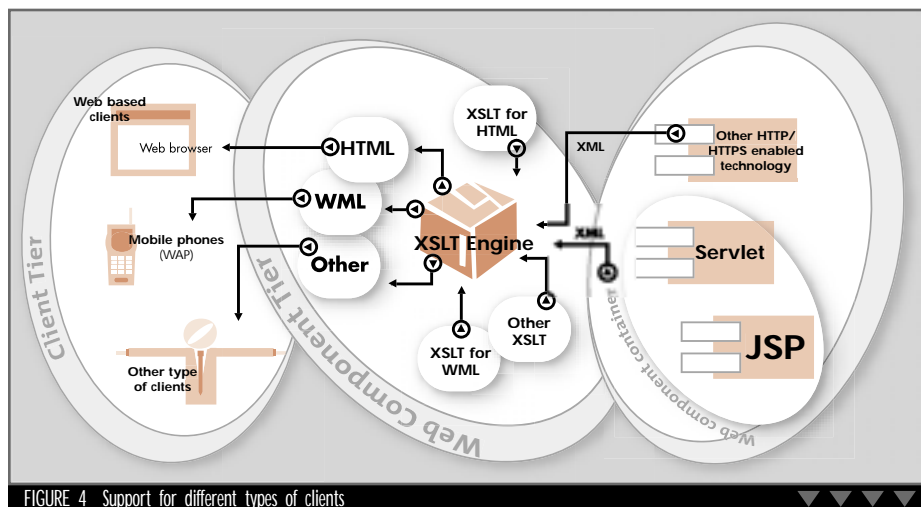 Web based
clients
Web browser
Mobile phones
(WAP)
Other type
of clients
Client Tier
HTML
WML
Other
XSLT for
HTML
XSLT Engine
XSLT for
WML
Other
XSLT
Web Component Tier
XML
XML
Other HTTP/
HTTPS enabled
technology
Servlet
JSP
Web component container
FIGURE 4 Support for different types of clients